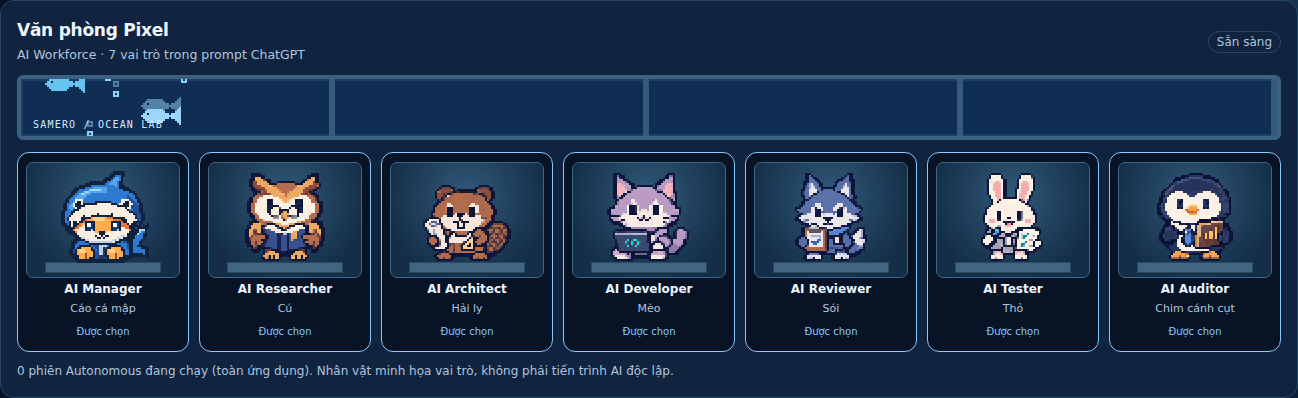 Văn phòng Pixel
AI Workforce · 7 vai trò trong prompt ChatGPT
Sẵn sàng
SAMERO / OCEAN LAB
AI Manager
Cáo cá mập
Được chọn
AI Researcher
Cú
Được chọn
AI Architect
Hải ly
Được chọn
AI Developer
Mèo
Được chọn
AI Reviewer
Sói
Được chọn
AI Tester
Thỏ
Được chọn
AI Auditor
Chim cánh cụt
Được chọn
0 phiên Autonomous đang chạy (toàn ứng dụng). Nhân vật minh họa vai trò, không phải tiến trình AI độc lập.